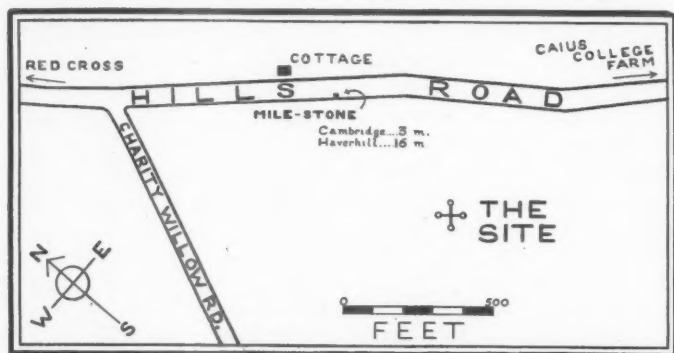 RED CROSS
COTTAGE
CAIUS
COLLEGE
FARM
HILLS ROAD
MILE-STONE
Cambridge...3 m.
Haverhill...16 m
CHARITY WILLOW RD.
THE
SITE
N
E
W
S
0
500
FEET